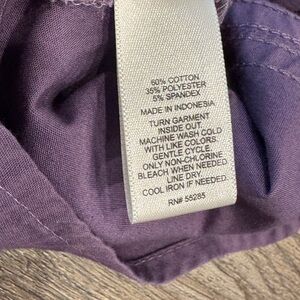 60% COTTON
35% POLYESTER
5% SPANDEX
MADE IN INDONESIA
TURN GARMENT
INSIDE OUT.
MACHINE WASH COLD
WITH LIKE COLORS.
GENTLE CYCLE.
ONLY NON-CHLORINE
BLEACH WHEN NEEDED.
LINE DRY.
COOL IRON IF NEEDED.
RN# 55285